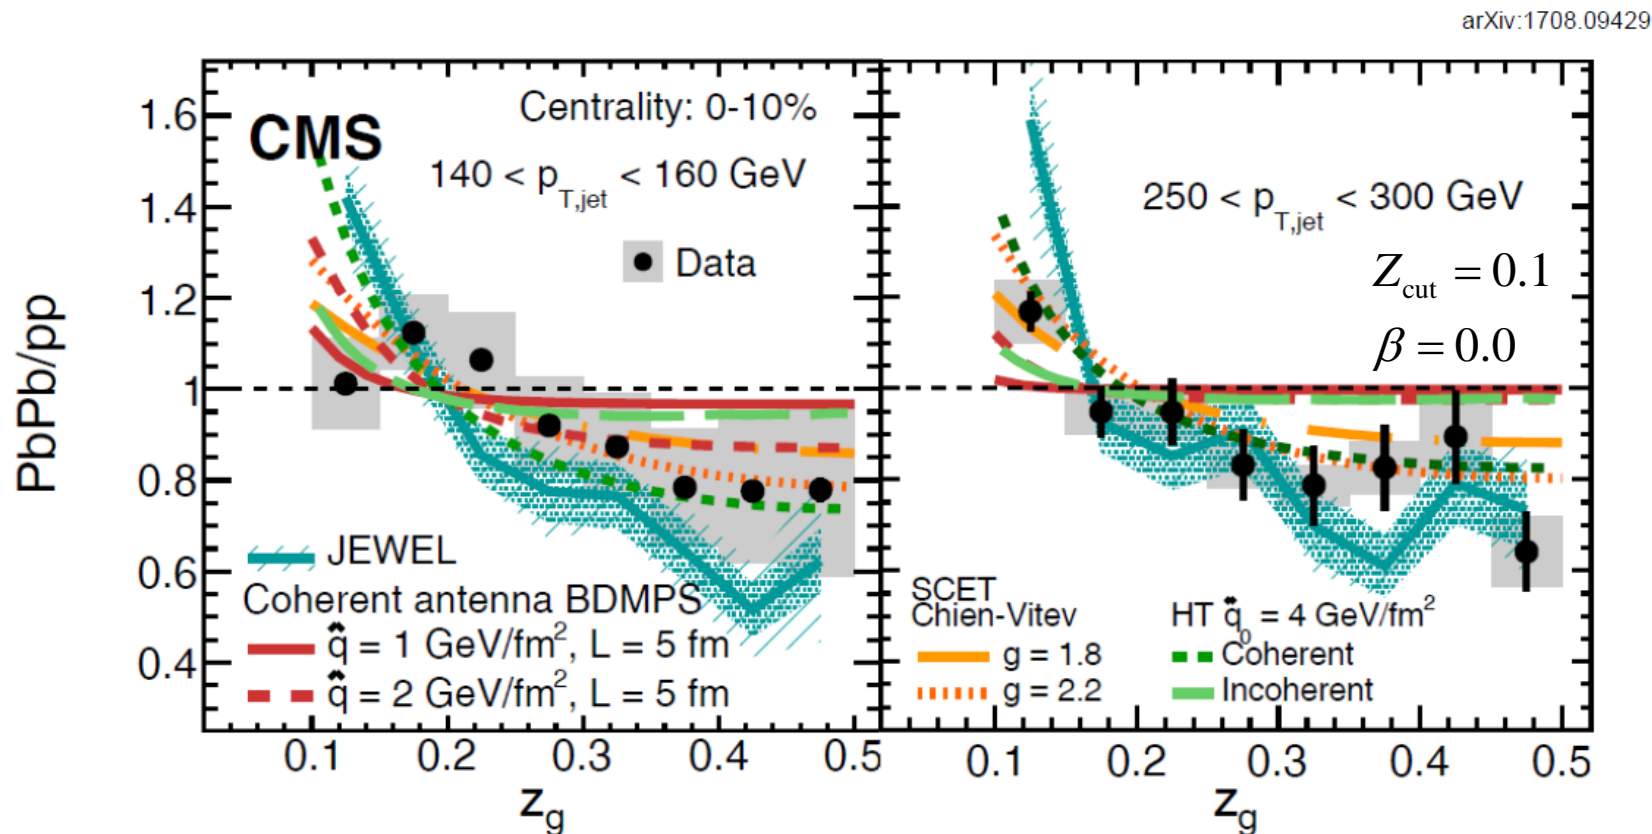 arXiv:1708.09429
CMS
Centrality: 0-10%
140 < p_T,jet < 160 GeV
Data
250 < p_T,jet < 300 GeV
Z_cut = 0.1
β = 0.0
PbPb/pp
1.6
1.4
1.2
1
0.8
0.6
0.4
JEWEL
Coherent antenna BDMPS
q̂ = 1 GeV/fm², L = 5 fm
q̂ = 2 GeV/fm², L = 5 fm
SCET
Chien-Vitev
g = 1.8
g = 2.2
HT q̂_0 = 4 GeV/fm²
Coherent
Incoherent
0.1 0.2 0.3 0.4 0.5
z_g
0.1 0.2 0.3 0.4 0.5
z_g